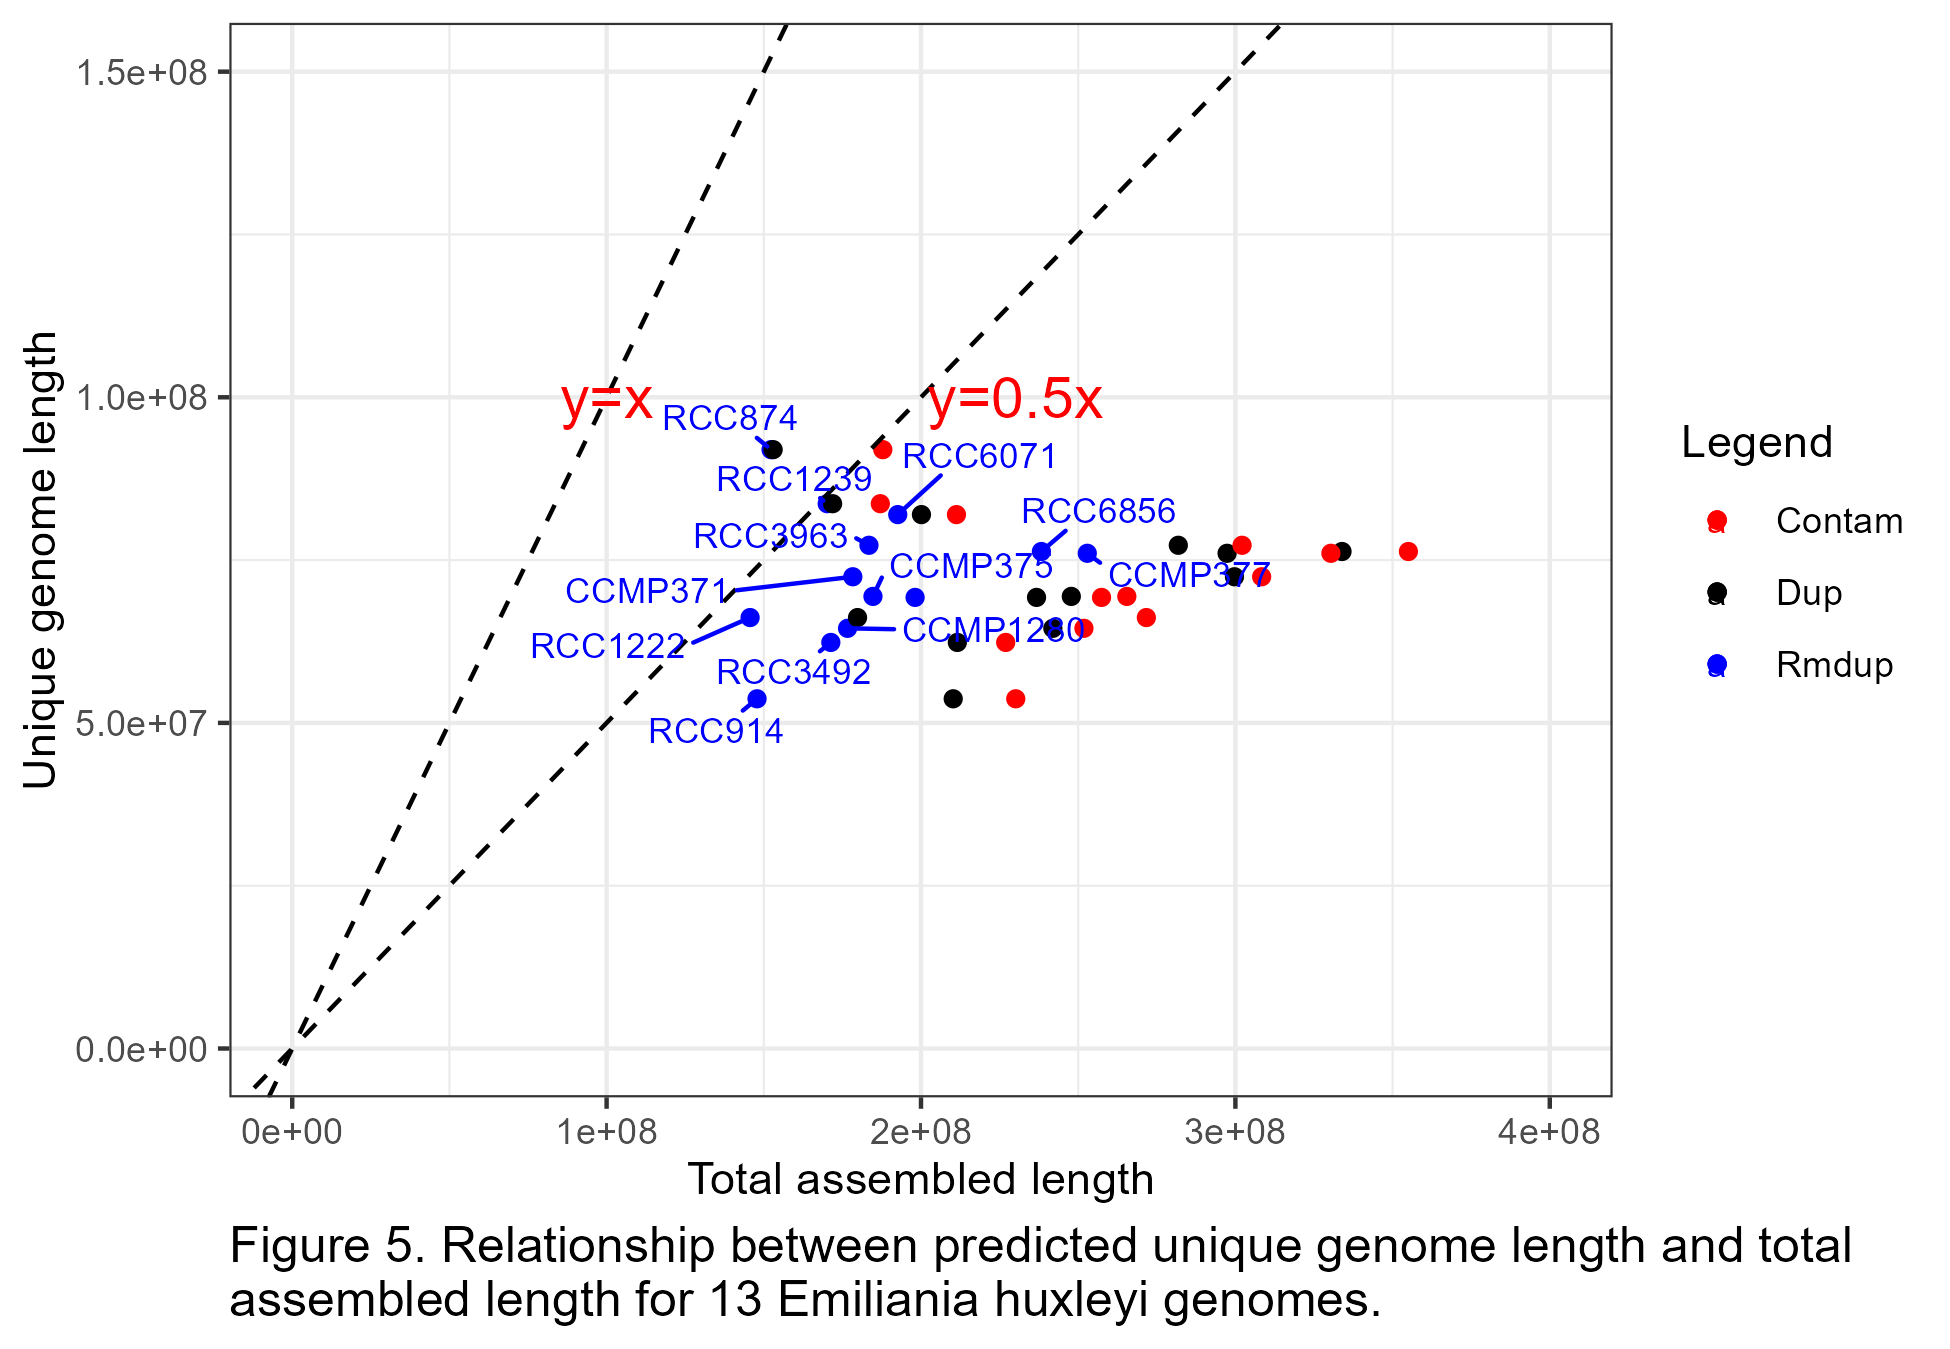 1.5e+08
1.0e+08
5.0e+07
0.0e+00
Unique genome length
y=x
y=0.5x
RCC874
RCC6071
RCC1239
RCC6856
RCC3963
CCMP375
CCMP377
CCMP371
CCMP1280
RCC1222
RCC3492
RCC914
0e+00
1e+08
2e+08
3e+08
4e+08
Total assembled length
Legend
a Contam
a Dup
a Rmdup
Figure 5. Relationship between predicted unique genome length and total
assembled length for 13 Emiliania huxleyi genomes.